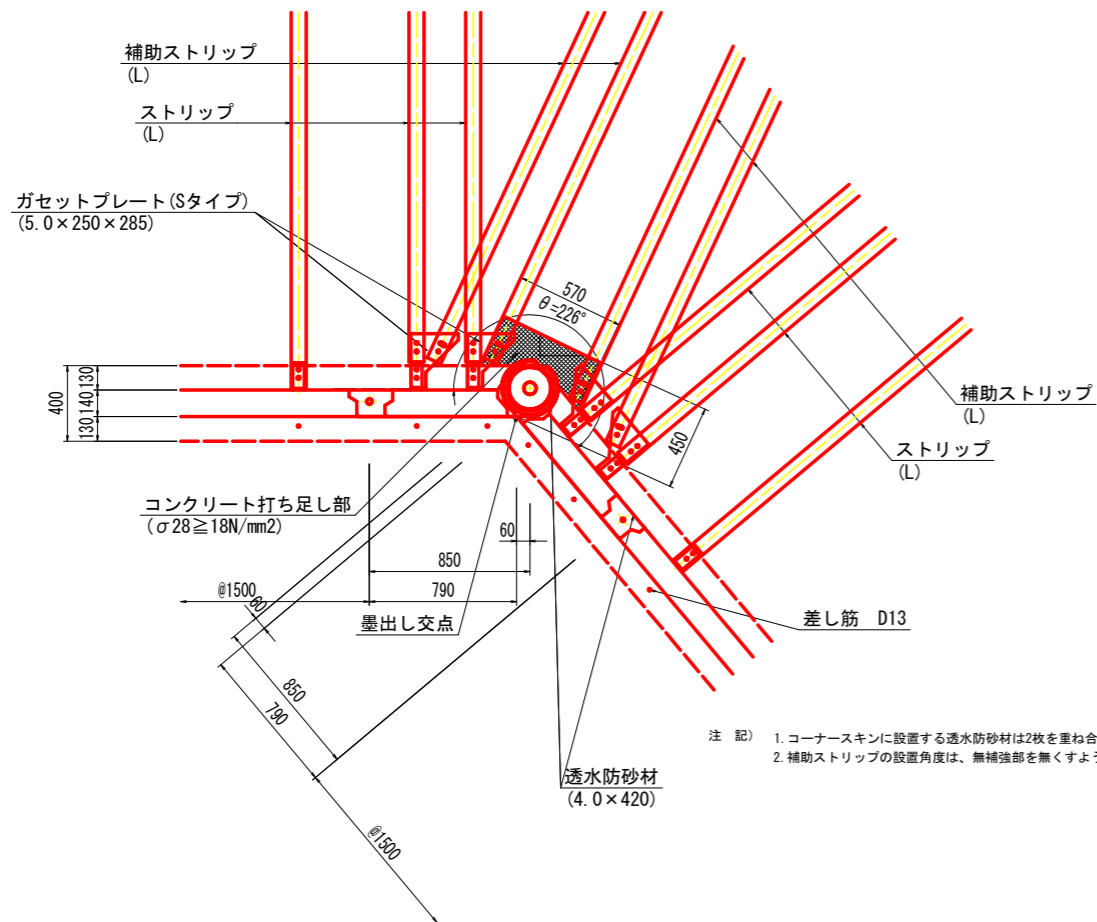 補助ストリップ
(L)
ストリップ
(L)
ガセットプレート(Sタイプ)
(5.0×250×285)
570
θ=226°
130
140
130
400
450
補助ストリップ
(L)
ストリップ
(L)
コンクリート打ち足し部
(σ28≧18N/mm2)
60
850
@1500
790
墨出し交点
差し筋 D13
60
850
790
@1500
透水防砂材
(4.0×420)
注 記) 1. コーナースキンに設置する透水防砂材は2枚を重ね合
2. 補助ストリップの設置角度は、無補強部を無くすよ